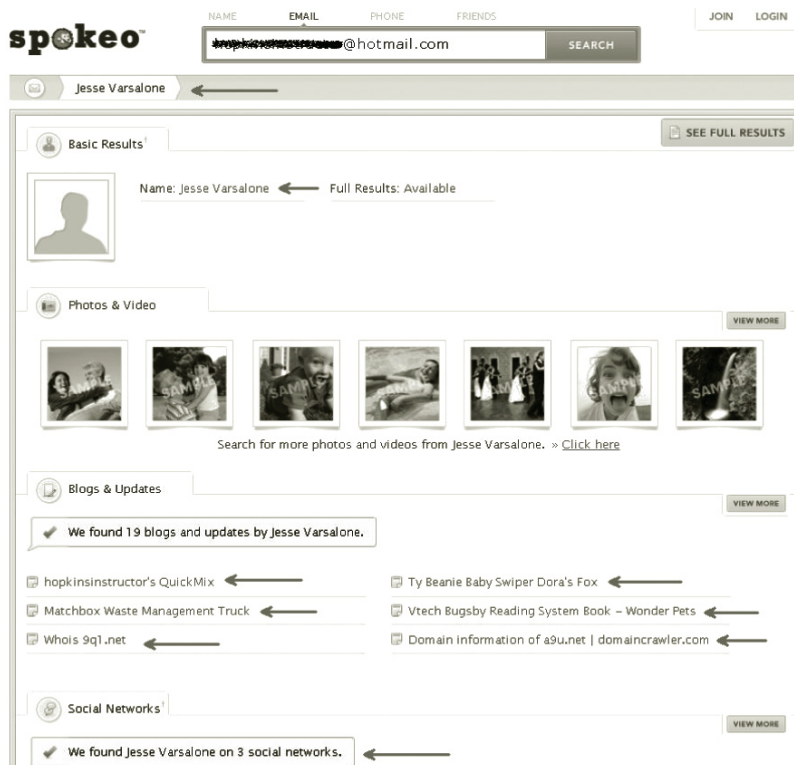 NAME EMAIL PHONE FRIENDS JOIN LOGIN
spokeo
@hotmail.com SEARCH
Jesse Varsalone
Basic Results† SEE FULL RESULTS
Name: Jesse Varsalone Full Results: Available
Photos & Video
VIEW MORE
SAMPLE SAMPLE SAMPLE SAMPLE SAMPLE SAMPLE SAMPLE
Search for more photos and videos from Jesse Varsalone. » Click here
Blogs & Updates
VIEW MORE
We found 19 blogs and updates by Jesse Varsalone.
hopkinsinstructor's QuickMix Ty Beanie Baby Swiper Dora's Fox
Matchbox Waste Management Truck Vtech Bugsby Reading System Book – Wonder Pets
Whois 9q1.net Domain information of a9u.net | domaincrawler.com
Social Networks†
VIEW MORE
We found Jesse Varsalone on 3 social networks.